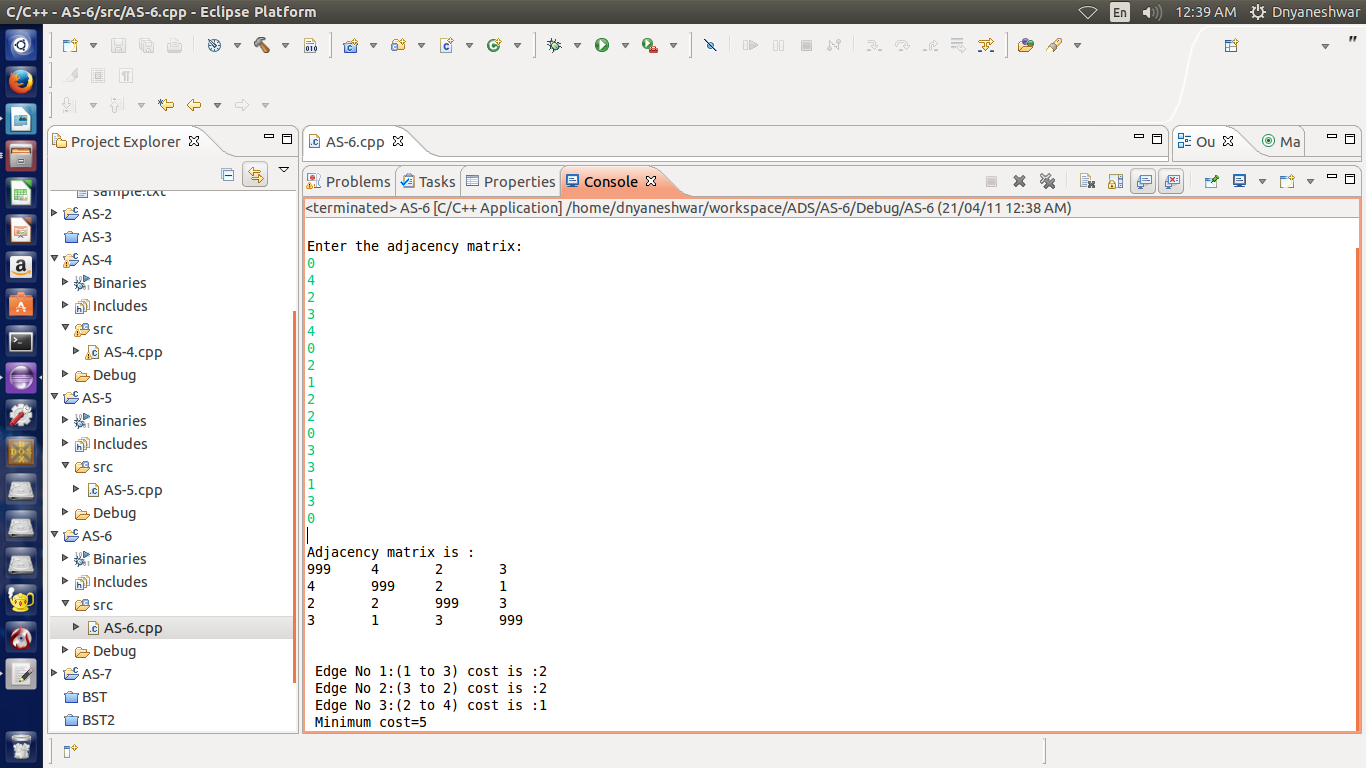 C/C++ - AS-6/src/AS-6.cpp - Eclipse Platform
En 12:39 AM Dnyaneshwar
010
Project Explorer
AS-6.cpp
Ou
Ma
sample.txt
AS-2
AS-3
AS-4
Binaries
Includes
src
AS-4.cpp
Debug
AS-5
Binaries
Includes
src
AS-5.cpp
Debug
AS-6
Binaries
Includes
src
AS-6.cpp
Debug
AS-7
BST
BST2
Problems Tasks Properties Console
<terminated> AS-6 [C/C++ Application] /home/dnyaneshwar/workspace/ADS/AS-6/Debug/AS-6 (21/04/11 12:38 AM)
Enter the adjacency matrix:
0
4
2
3
4
0
2
1
2
2
0
3
3
1
3
0
Adjacency matrix is :
999 4 2 3
4 999 2 1
2 2 999 3
3 1 3 999
Edge No 1:(1 to 3) cost is :2
Edge No 2:(3 to 2) cost is :2
Edge No 3:(2 to 4) cost is :1
Minimum cost=5